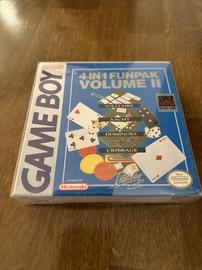 GAME BOY
4-IN-1 FUNPAK
VOLUME II
SOLITAIRE
YACHT
DOMINOES
CRIBBAGE
Nintendo